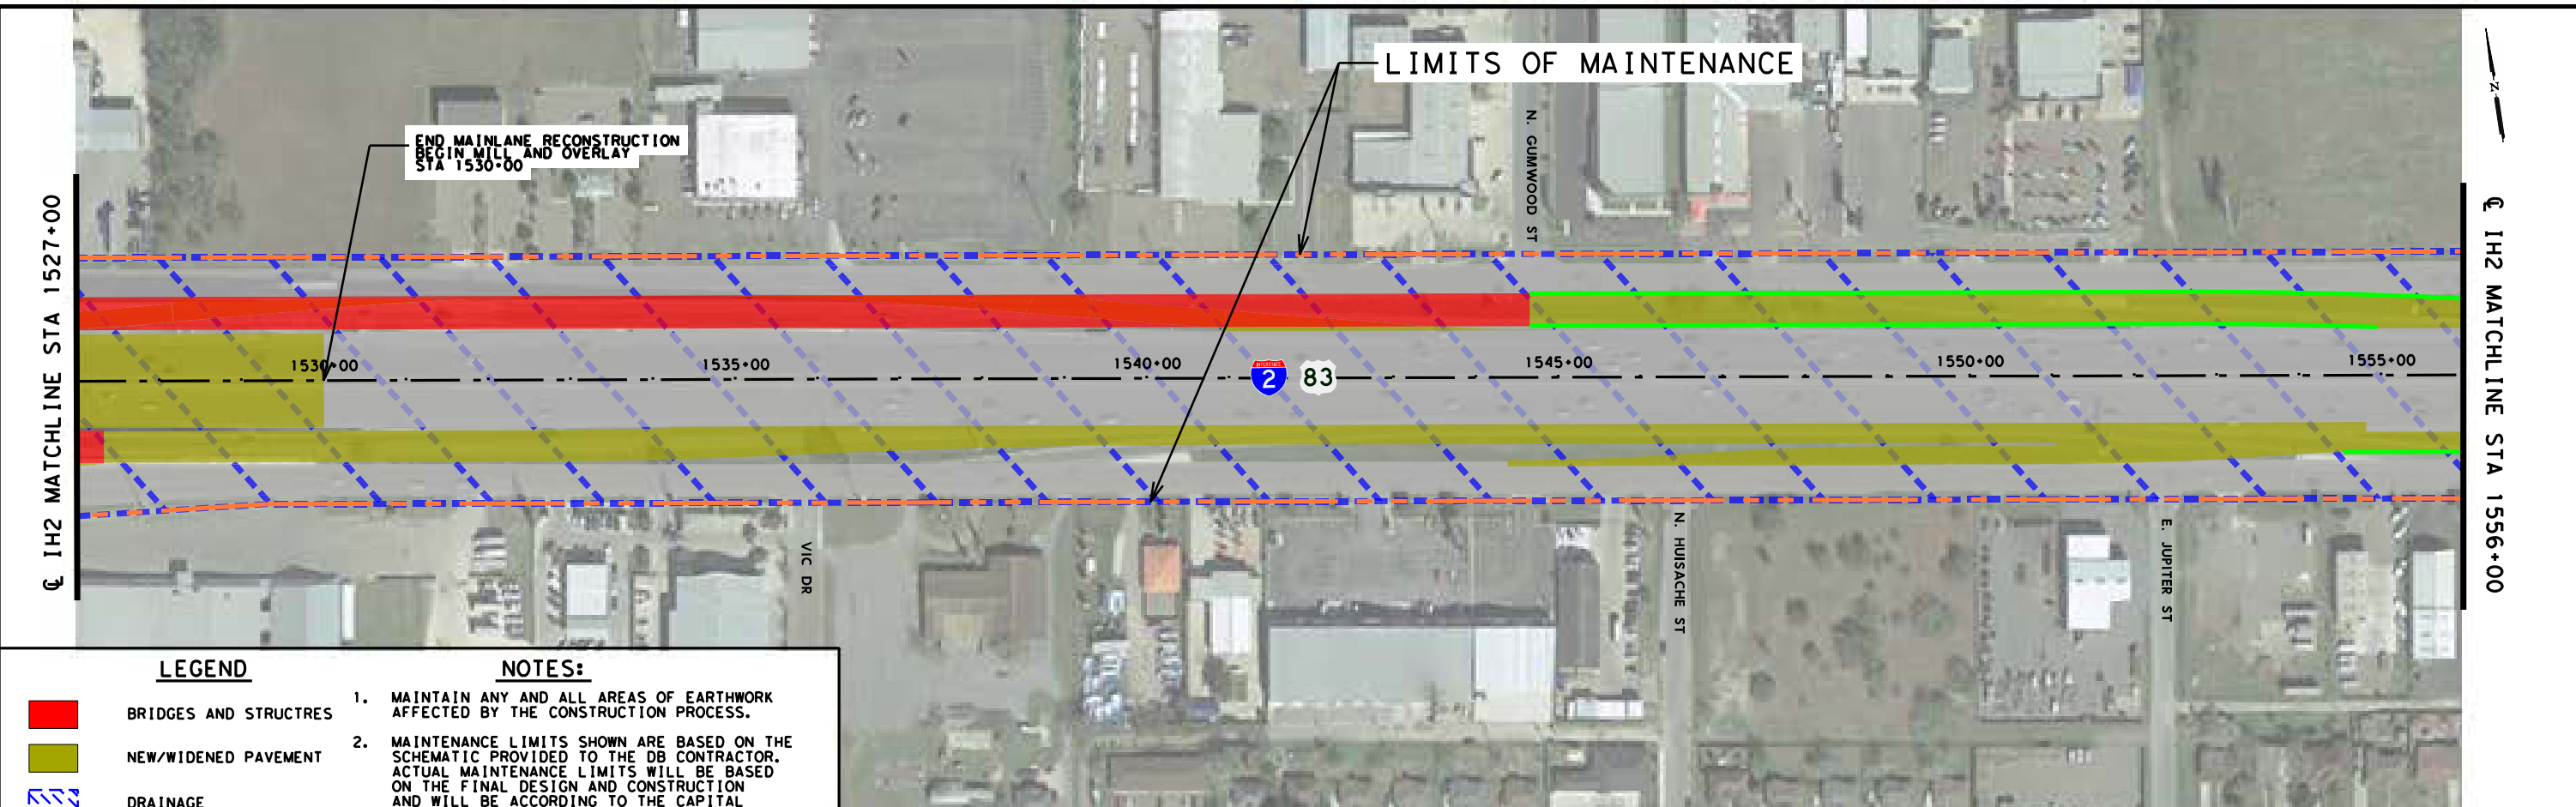 LIMITS OF MAINTENANCE
END MAINLANE RECONSTRUCTION
BEGIN MILL AND OVERLAY
STA 1530+00
N. GUMWOOD ST
N
℄ IH2 MATCHLINE STA 1527+00
℄ IH2 MATCHLINE STA 1556+00
1530+00
1535+00
1540+00
1545+00
1550+00
1555+00
INTERSTATE
2
83
VIC DR
N. HUISACHE ST
E. JUPITER ST
LEGEND
BRIDGES AND STRUCTRES
NEW/WIDENED PAVEMENT
DRAINAGE
NOTES:
1. MAINTAIN ANY AND ALL AREAS OF EARTHWORK
AFFECTED BY THE CONSTRUCTION PROCESS.
2. MAINTENANCE LIMITS SHOWN ARE BASED ON THE
SCHEMATIC PROVIDED TO THE DB CONTRACTOR.
ACTUAL MAINTENANCE LIMITS WILL BE BASED
ON THE FINAL DESIGN AND CONSTRUCTION
AND WILL BE ACCORDING TO THE CAPITAL